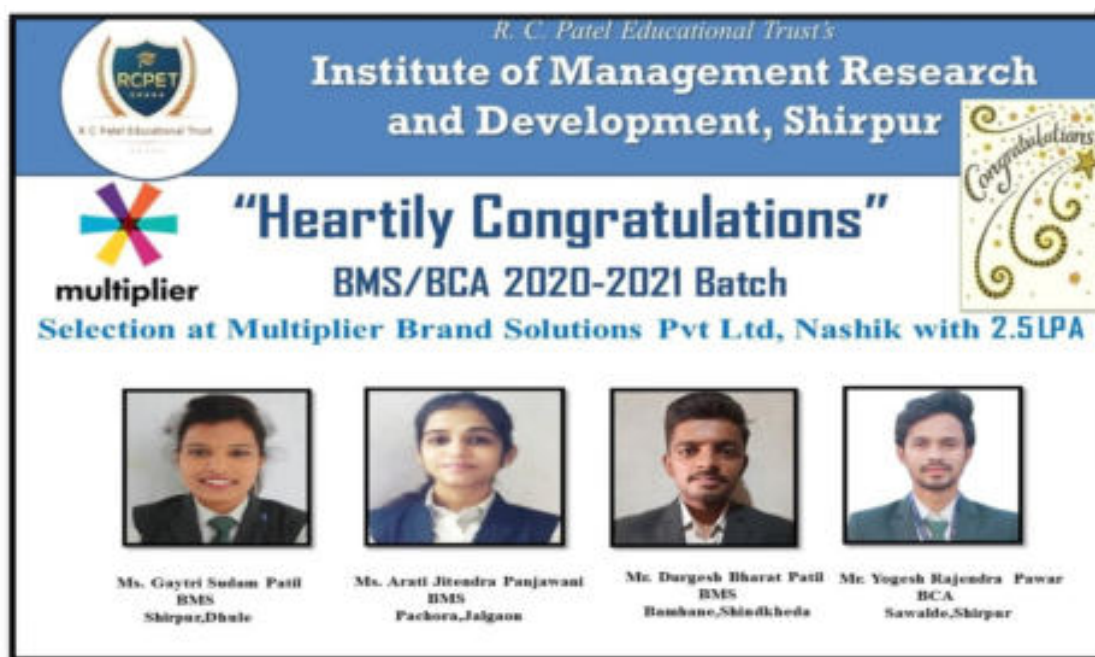 R. C. Patel Educational Trust's
Institute of Management Research
and Development, Shirpur
RCPET
R C Patel Educational Trust
Congratulations
multiplier
“Heartily Congratulations”
BMS/BCA 2020-2021 Batch
Selection at Multiplier Brand Solutions Pvt Ltd, Nashik with 2.5LPA
Ms. Gaytri Sudam Patil
BMS
Shirpur,Dhule
Ms. Arati Jitendra Panjawani
BMS
Pachora,Jalgaon
Mr. Durgesh Bharat Patil
BMS
Bamhane,Shindkheda
Mr. Yogesh Rajendra Pawar
BCA
Sawalde,Shirpur